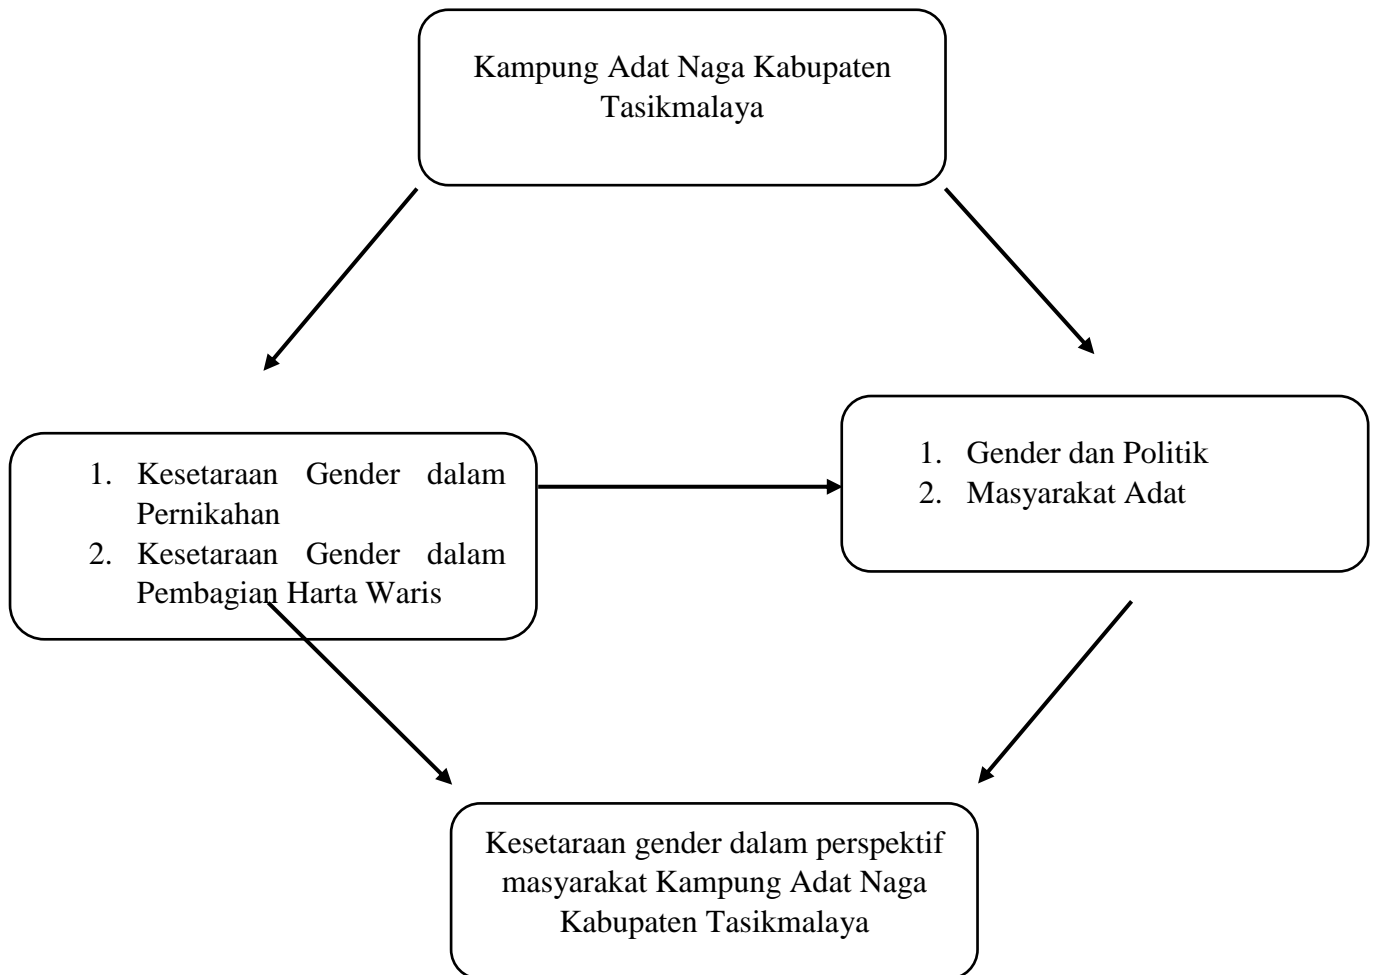 Kampung Adat Naga Kabupaten
Tasikmalaya
1. Kesetaraan Gender dalam
Pernikahan
2. Kesetaraan Gender dalam
Pembagian Harta Waris
1. Gender dan Politik
2. Masyarakat Adat
Kesetaraan gender dalam perspektif
masyarakat Kampung Adat Naga
Kabupaten Tasikmalaya